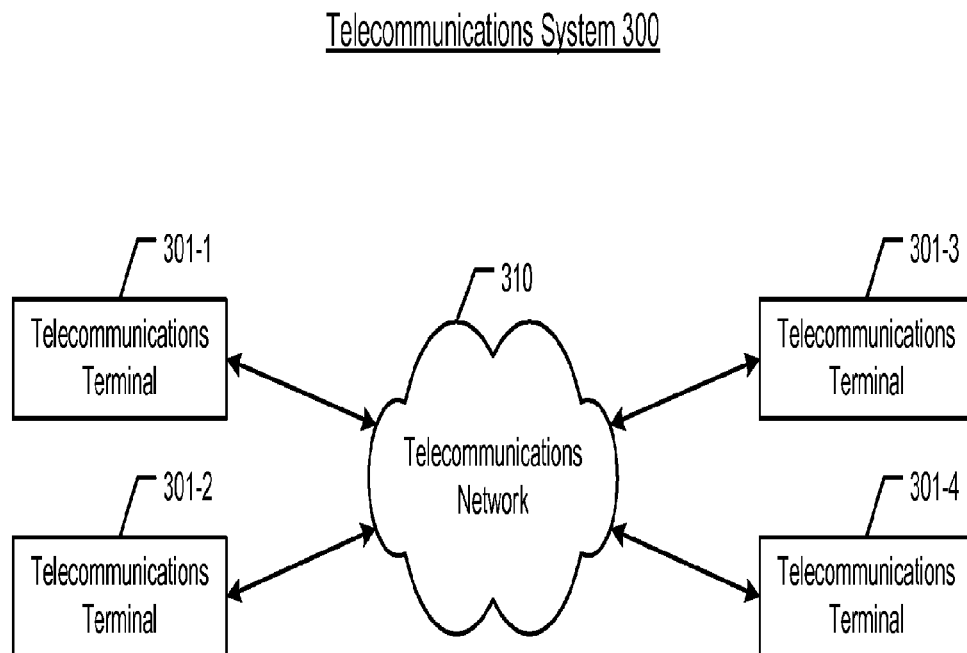 Telecommunications System 300
301-1
Telecommunications
Terminal
301-2
Telecommunications
Terminal
310
Telecommunications
Network
301-3
Telecommunications
Terminal
301-4
Telecommunications
Terminal